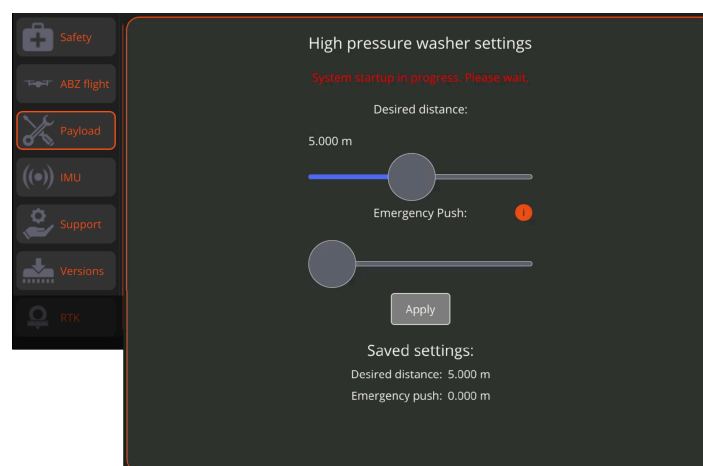 Safety
ABZ flight
Payload
IMU
Support
Versions
RTK
High pressure washer settings
System startup in progress. Please wait.
Desired distance:
5.000 m
Emergency Push:
i
Apply
Saved settings:
Desired distance: 5.000 m
Emergency push: 0.000 m